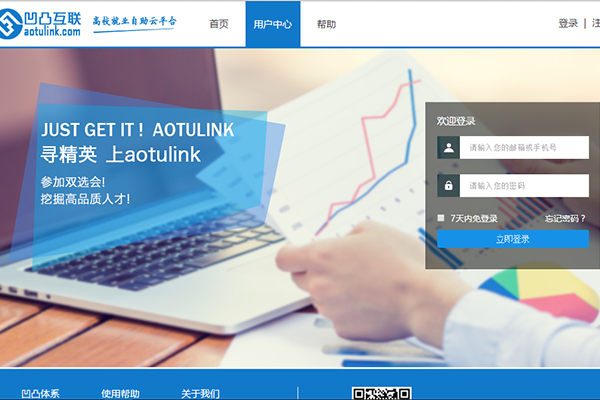 凹凸互联
aotulink.com
高校就业自助云平台
首页
用户中心
帮助
登录 | 注
JUST GET IT! AOTULINK
寻精英 上aotulink
参加双选会!
挖掘高品质人才!
欢迎登录
请输入您的邮箱或手机号
请输入您的密码
7天内免登录
忘记密码?
立即登录
凹凸体系
使用帮助
关于我们